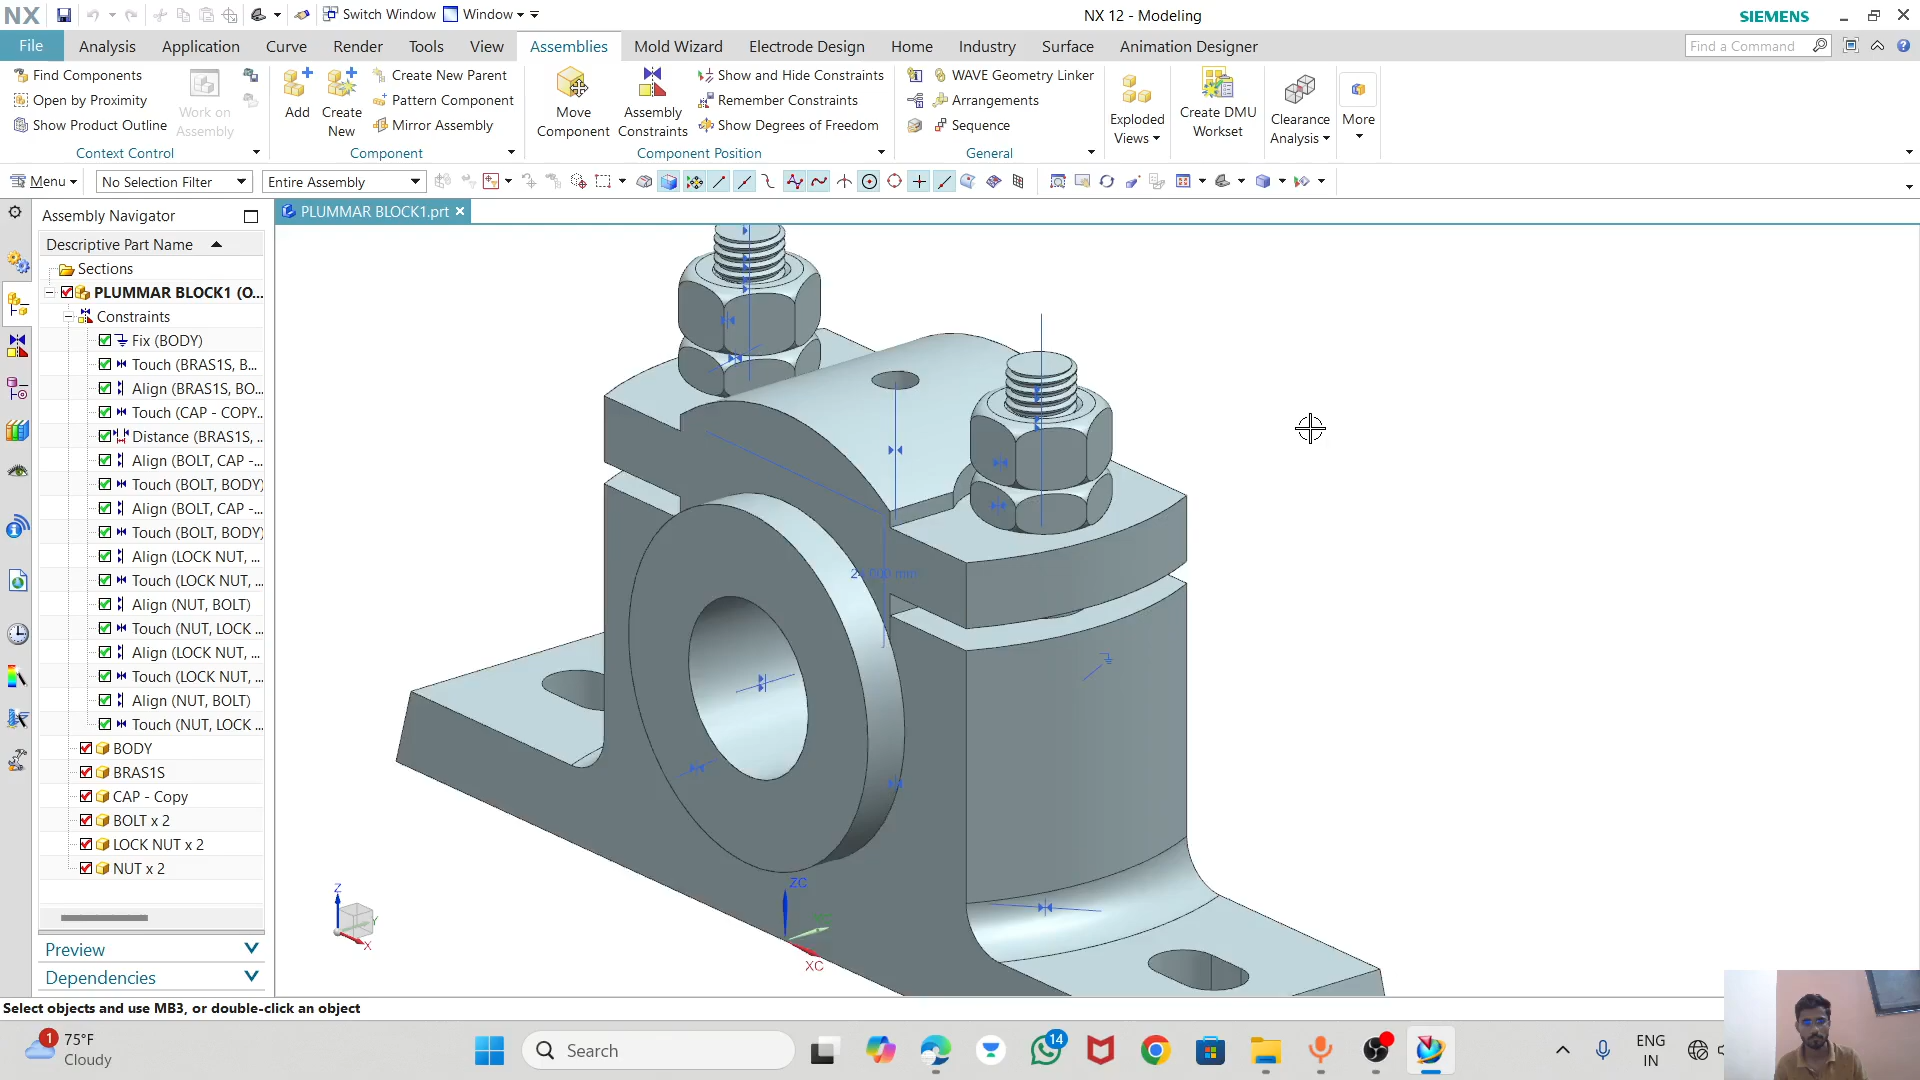 NX
Switch Window
Window
NX 12 - Modeling
SIEMENS
File
Analysis
Application
Curve
Render
Tools
View
Assemblies
Mold Wizard
Electrode Design
Home
Industry
Surface
Animation Designer
Find a Command
Find Components
Open by Proximity
Show Product Outline
Work on
Assembly
Context Control
Add
Create
New
Create New Parent
Pattern Component
Mirror Assembly
Component
Move
Component
Assembly
Constraints
Show and Hide Constraints
Remember Constraints
Show Degrees of Freedom
Component Position
WAVE Geometry Linker
Arrangements
Sequence
General
Exploded
Views
Create DMU
Workset
Clearance
Analysis
More
Menu
No Selection Filter
Entire Assembly
Assembly Navigator
PLUMMAR BLOCK1.prt
Descriptive Part Name
Sections
PLUMMAR BLOCK1 (O...
Constraints
Fix (BODY)
Touch (BRAS1S, B...
Align (BRAS1S, BO...
Touch (CAP - COPY...
Distance (BRAS1S, ...
Align (BOLT, CAP -...
Touch (BOLT, BODY)
Align (BOLT, CAP -...
Touch (BOLT, BODY)
Align (LOCK NUT, ...
Touch (LOCK NUT, ...
Align (NUT, BOLT)
Touch (NUT, LOCK ...
Align (LOCK NUT, ...
Touch (LOCK NUT, ...
Align (NUT, BOLT)
Touch (NUT, LOCK ...
BODY
BRAS1S
CAP - Copy
BOLT x 2
LOCK NUT x 2
NUT x 2
Preview
Dependencies
ZC
XC
Z
Y
X
Select objects and use MB3, or double-click an object
1
75°F
Cloudy
Search
14
ENG
IN